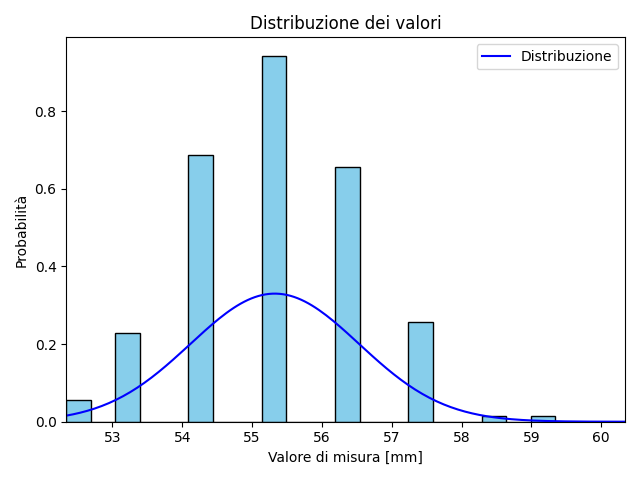 Distribuzione dei valori
Distribuzione
Probabilità
0.8
0.6
0.4
0.2
0.0
53 54 55 56 57 58 59 60
Valore di misura [mm]